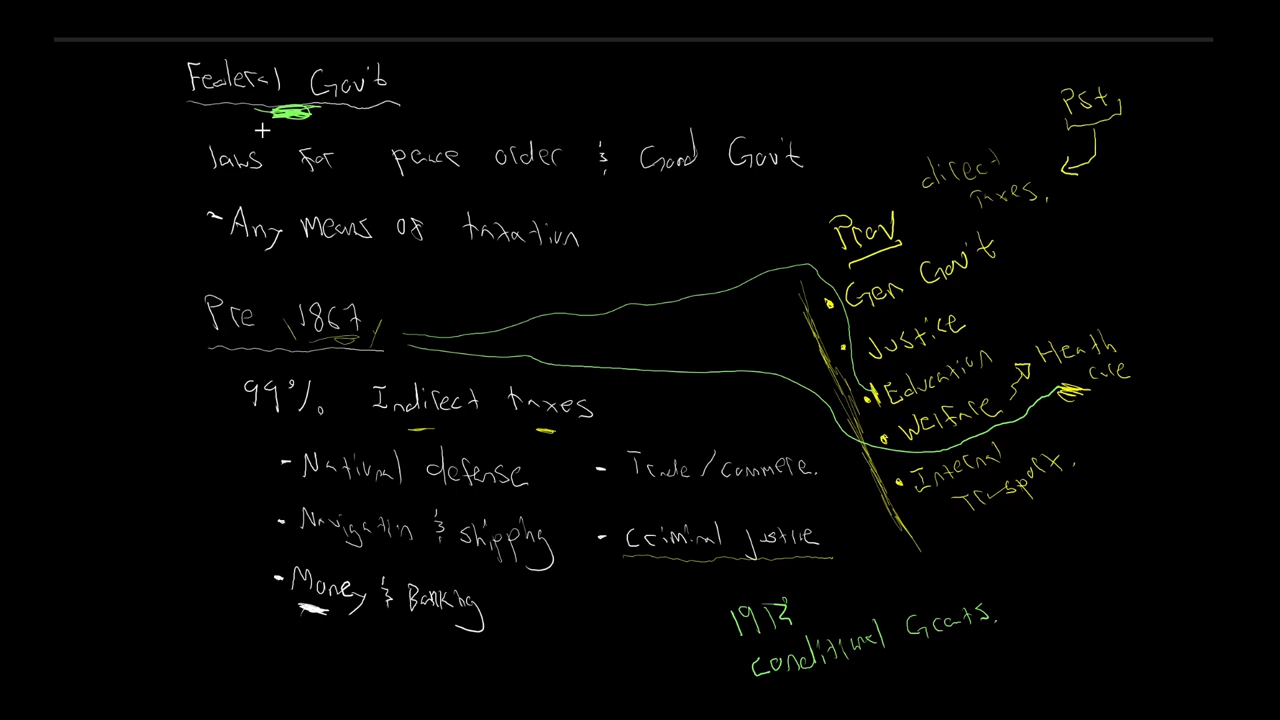 Federal Gov't
laws for peace order & Good Gov't
Any means of taxation
Pre 1867
99% Indirect taxes
- National defense
- Navigation & shipping
- Money & Banking
- Trade/commerce.
- criminal justice
Pst
direct
taxes.
Prov
• Gen Gov't
• Justice
• Education
• Welfare
Health
care
• Internal
Transport.
conditional Grants.